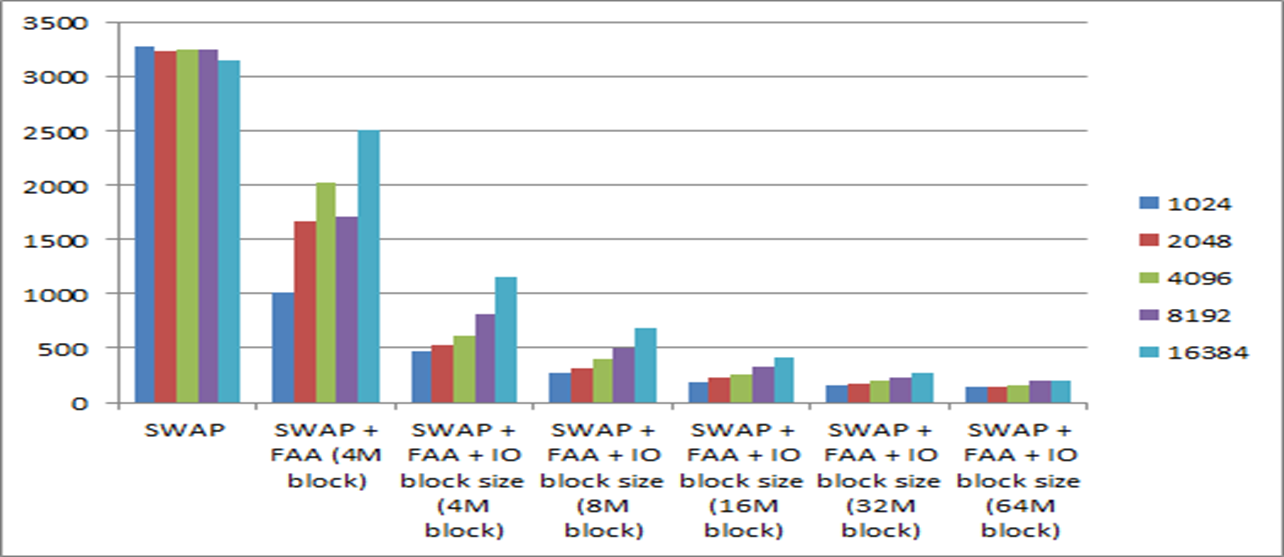 3500
3000
2500
2000
1500
1000
500
0
SWAP
SWAP +
FAA (4M
block)
SWAP +
FAA + IO
block size
(4M
block)
SWAP +
FAA + IO
block size
(8M
block)
SWAP +
FAA + IO
block size
(16M
block)
SWAP +
FAA + IO
block size
(32M
block)
SWAP +
FAA + IO
block size
(64M
block)
1024
2048
4096
8192
16384